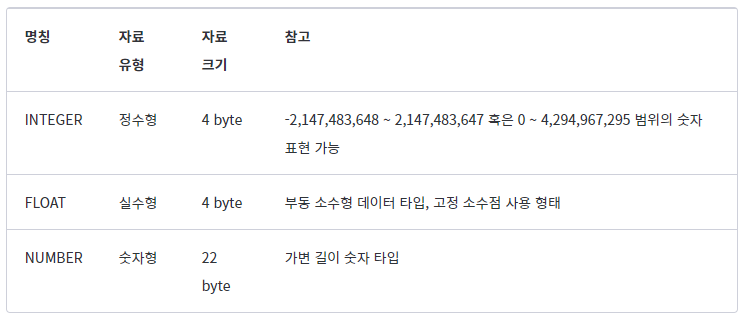 명칭 자료 자료 참고
유형 크기
INTEGER 정수형 4 byte -2,147,483,648 ~ 2,147,483,647 혹은 0 ~ 4,294,967,295 범위의 숫자
표현 가능
FLOAT 실수형 4 byte 부동 소수형 데이터 타입, 고정 소수점 사용 형태
NUMBER 숫자형 22 가변 길이 숫자 타입
byte